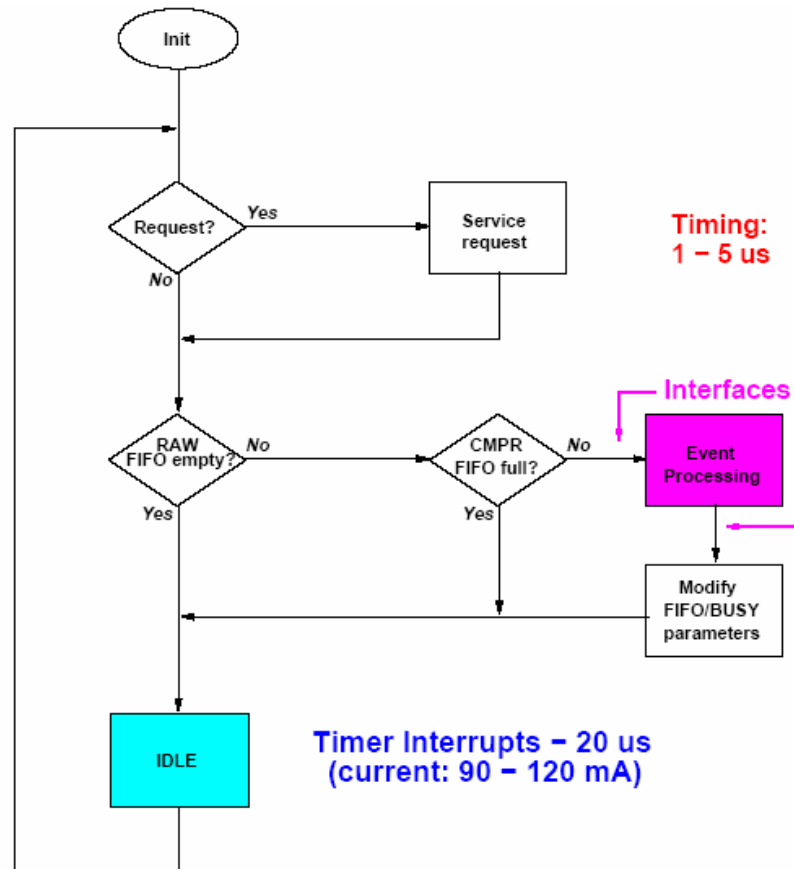 Init
Request?
Yes
No
Service
request
Timing:
1 − 5 us
Interfaces
RAW
FIFO empty?
No
Yes
CMPR
FIFO full?
No
Yes
Event
Processing
Modify
FIFO/BUSY
parameters
IDLE
Timer Interrupts − 20 us
(current: 90 − 120 mA)